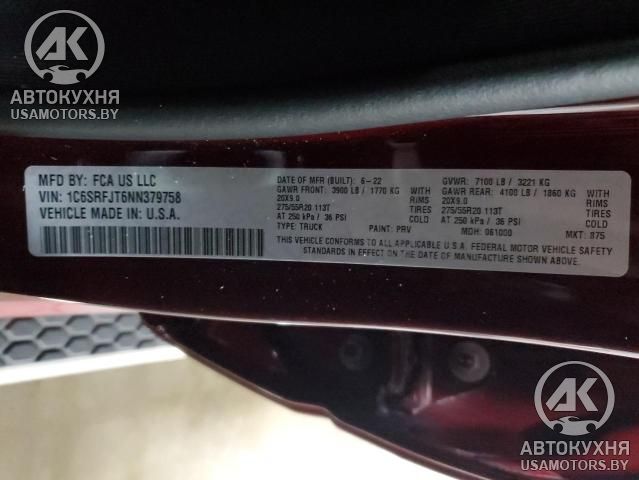 AK
АВТОКУХНЯ
USAMOTORS.BY
MFD BY: FCA US LLC
VIN: 1C6SRFJT6NN379758
VEHICLE MADE IN U.S.A.
DATE OF MFR (BUILT): 6-22 GVWR: 7100 LB / 3221 KG
GAWR FRONT: 3900 LB / 1770 KG WITH GAWR REAR: 4100 LB / 1860 KG WITH
20X9.0 RIMS 20X9.0 RIMS
275/55R20 113T TIRES 275/55R20 113T TIRES
AT 250 kPa / 36 PSI COLD AT 250 kPa / 36 PSI COLD
TYPE: TRUCK PAINT: PRV MDH: 061000 MKT: 875
THIS VEHICLE CONFORMS TO ALL APPLICABLE U.S.A. FEDERAL MOTOR VEHICLE SAFETY
STANDARDS IN EFFECT ON THE DATE OF MANUFACTURE SHOWN ABOVE.
AK
АВТОКУХНЯ
USAMOTORS.BY